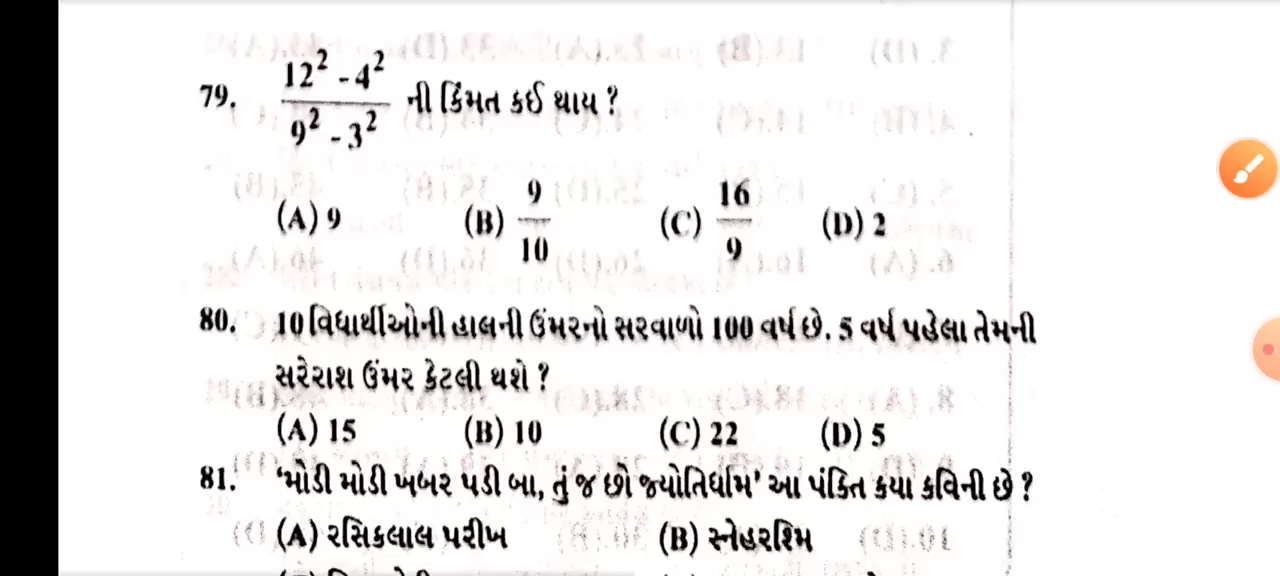 79. 12² - 4² / 9² - 3² ની કિંમત કઈ થાય ?
(A) 9 (B) 9/10 (C) 16/9 (D) 2
80. 10 વિદ્યાર્થીઓની હાલની ઉંમરનો સરવાળો 100 વર્ષ છે. 5 વર્ષ પહેલા તેમની
સરેરાશ ઉંમર કેટલી થશે ?
(A) 15 (B) 10 (C) 22 (D) 5
81. ‘મોડી મોડી ખબર પડી બા, તું જ છો જ્યોતિર્ધામ’ આ પંક્તિ કયા કવિની છે ?
(A) રસિકલાલ પરીખ (B) સ્નેહરશ્મિ